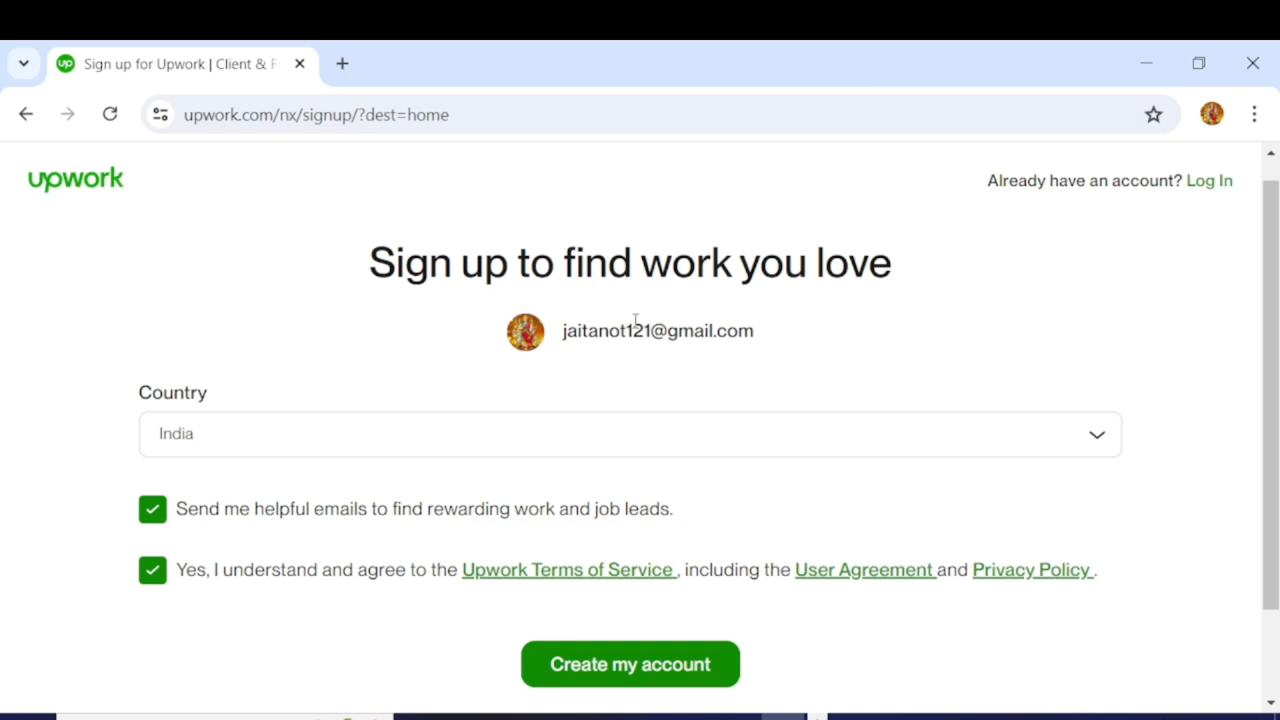 Sign up for Upwork | Client & F
upwork.com/nx/signup/?dest=home
upwork
Already have an account? Log In
Sign up to find work you love
jaitanot121@gmail.com
Country
India
Send me helpful emails to find rewarding work and job leads.
Yes, I understand and agree to the Upwork Terms of Service , including the User Agreement and Privacy Policy .
Create my account